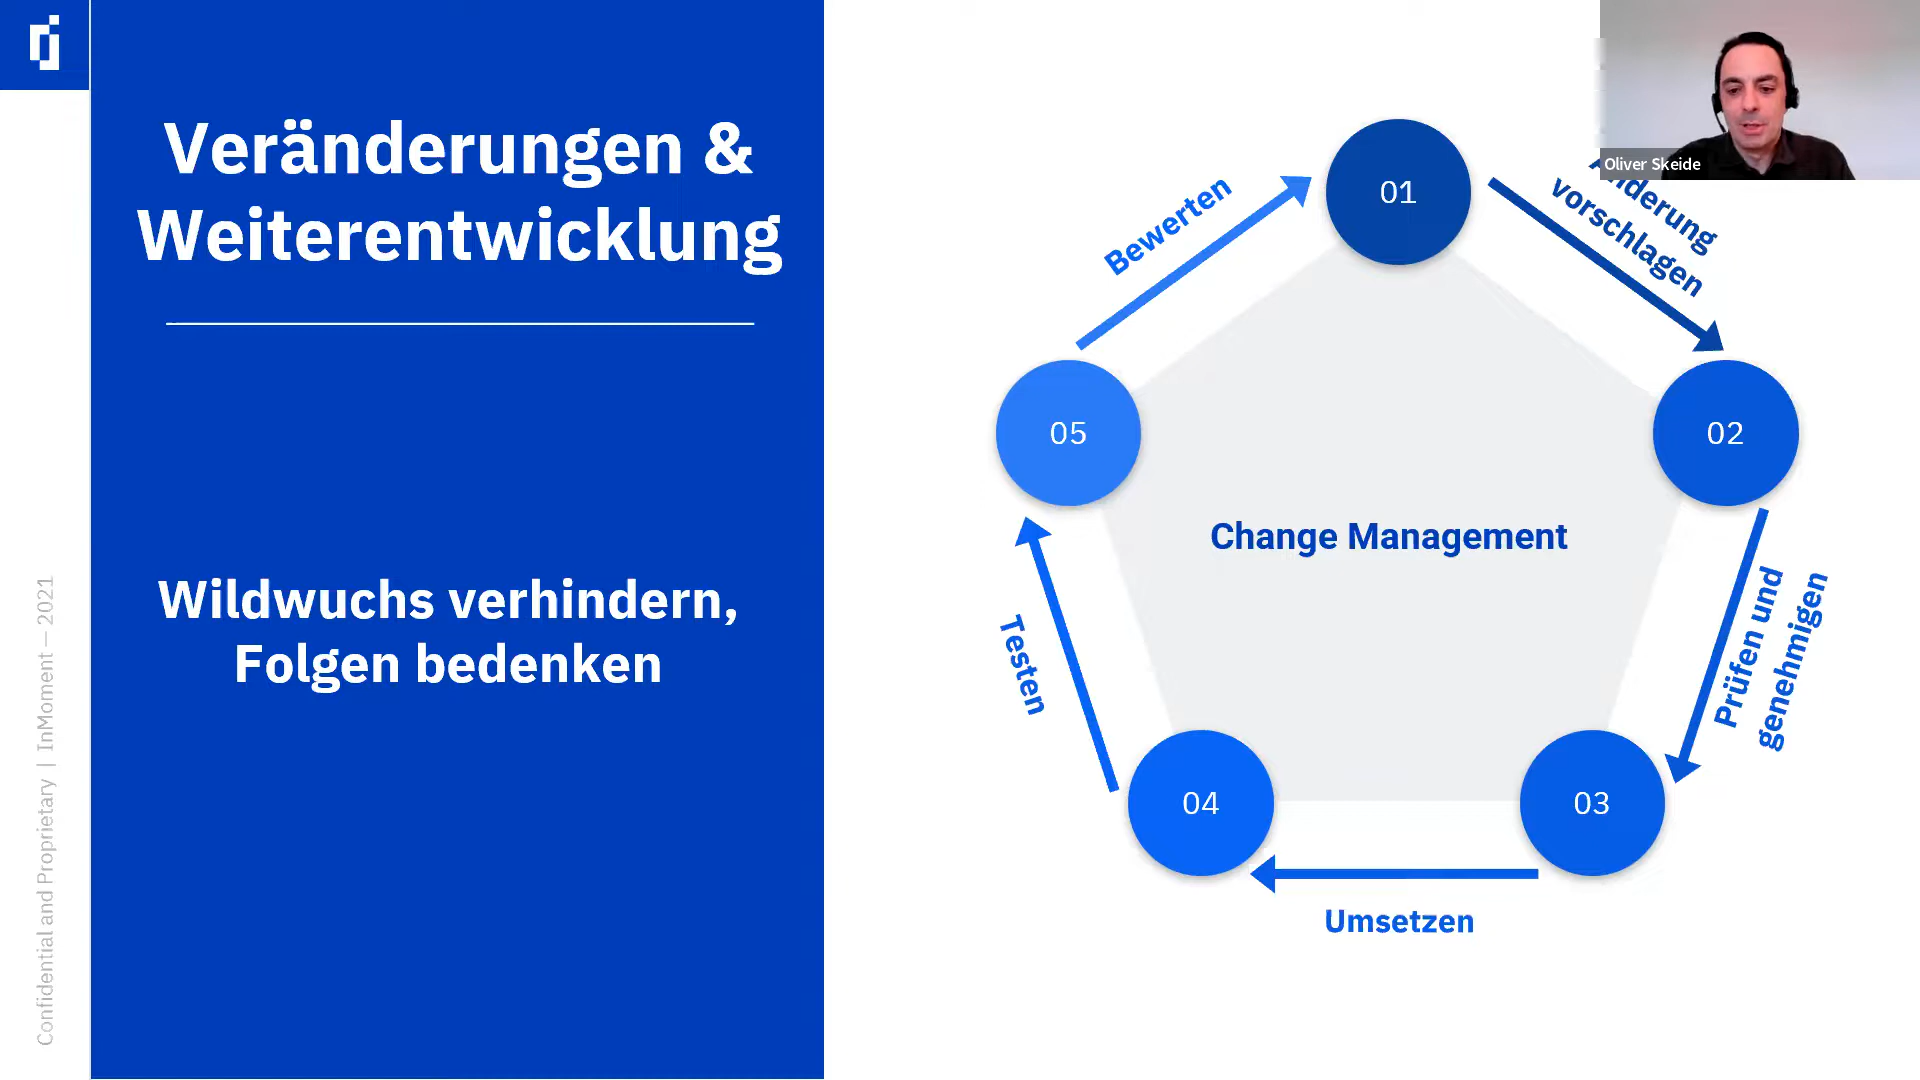 Veränderungen &
Weiterentwicklung
Wildwuchs verhindern,
Folgen bedenken
Confidential and Proprietary | InMoment – 2021
Oliver Skeide
01
Änderung
vorschlagen
02
Prüfen und
genehmigen
03
Umsetzen
04
Testen
05
Bewerten
Change Management